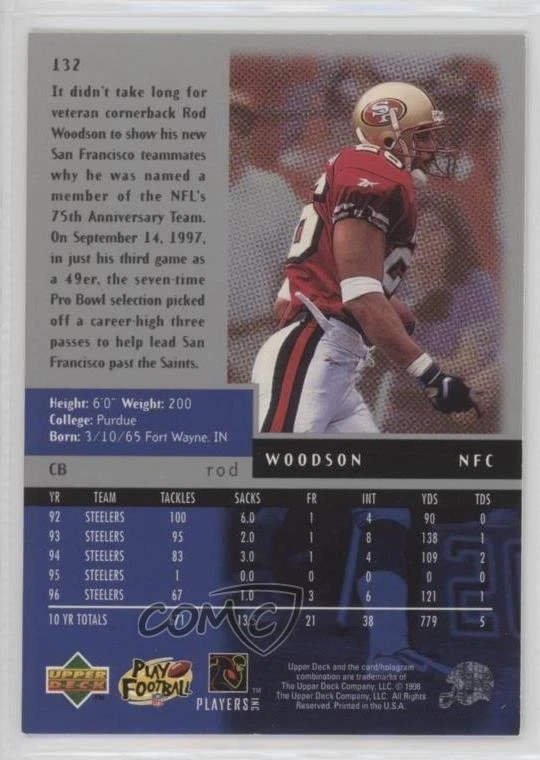 132
It didn't take long for
veteran cornerback Rod
Woodson to show his new
San Francisco teammates
why he was named a
member of the NFL's
75th Anniversary Team.
On September 14, 1997,
in just his third game as
a 49er, the seven-time
Pro Bowl selection picked
off a career-high three
passes to help lead San
Francisco past the Saints.
SF
26
Height: 6'0" Weight: 200
College: Purdue
Born: 3/10/65 Fort Wayne, IN
CB rod WOODSON NFC
YR TEAM TACKLES SACKS FR INT YDS TDS
92 STEELERS 100 6.0 1 4 90 0
93 STEELERS 95 2.0 1 8 138 1
94 STEELERS 83 3.0 1 4 109 2
95 STEELERS 1 0.0 0 0 0 0
96 STEELERS 67 1.0 3 6 121 1
10 YR TOTALS 671 13.5 21 38 779 5
COMC
UPPER
DECK
PLAY
FOOTBALL
NFL
PLAYERS INC
TM
Upper Deck and the card/hologram
combination are trademarks of
The Upper Deck Company, LLC. © 1998
The Upper Deck Company, LLC. All Rights
Reserved. Printed in the U.S.A.